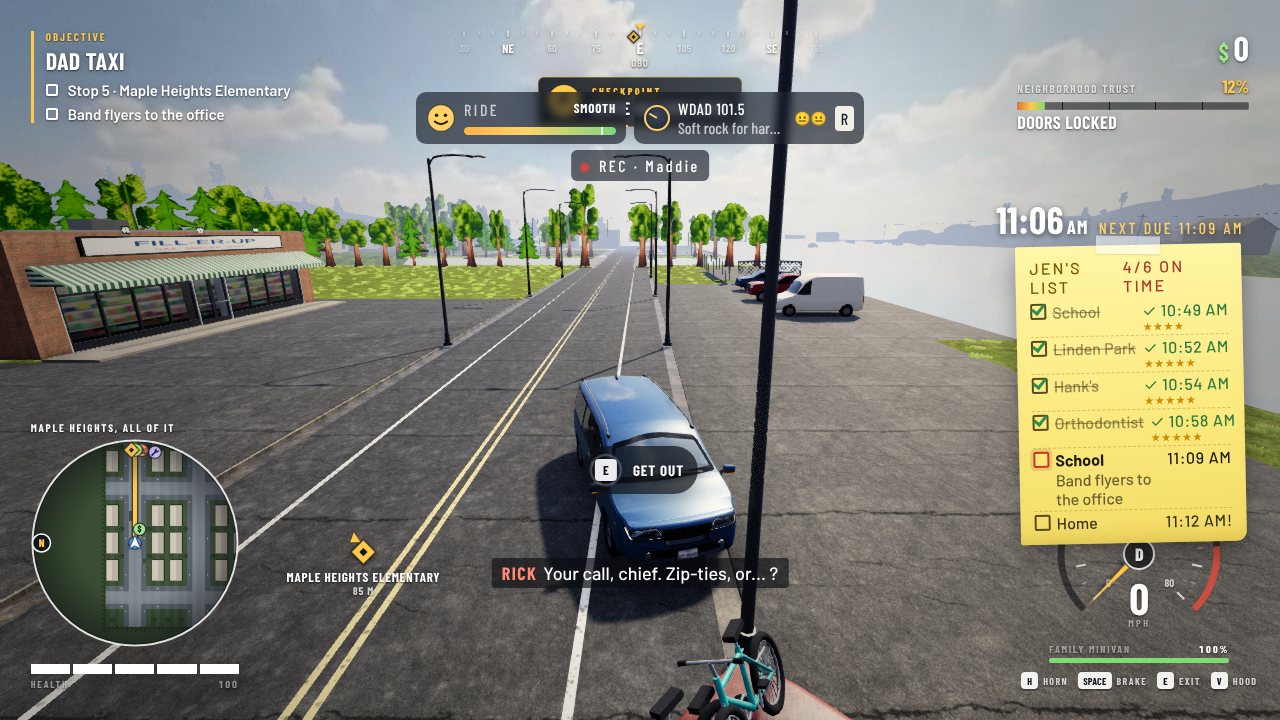 OBJECTIVE
DAD TAXI
Stop 5 · Maple Heights Elementary
Band flyers to the office
30 NE 60 75 E 105 120 SE 150
090
CHECKPOINT
RIDE SMOOTH
WDAD 101.5
Soft rock for har...
R
REC · Maddie
$ 0
NEIGHBORHOOD TRUST 12%
DOORS LOCKED
11:06 AM NEXT DUE 11:09 AM
JEN'S LIST 4/6 ON TIME
School ✓ 10:49 AM
★★★★
Linden Park ✓ 10:52 AM
★★★★★
Hank's ✓ 10:54 AM
★★★★★
Orthodontist ✓ 10:58 AM
★★★★★
School 11:09 AM
Band flyers to
the office
Home 11:12 AM!
FILL-ER-UP
E GET OUT
MAPLE HEIGHTS, ALL OF IT
N
$
MAPLE HEIGHTS ELEMENTARY
85 M
RICK Your call, chief. Zip-ties, or... ?
D
0 80
0
MPH
HEALTH 100
FAMILY MINIVAN 100%
H HORN SPACE BRAKE E EXIT V HOOD